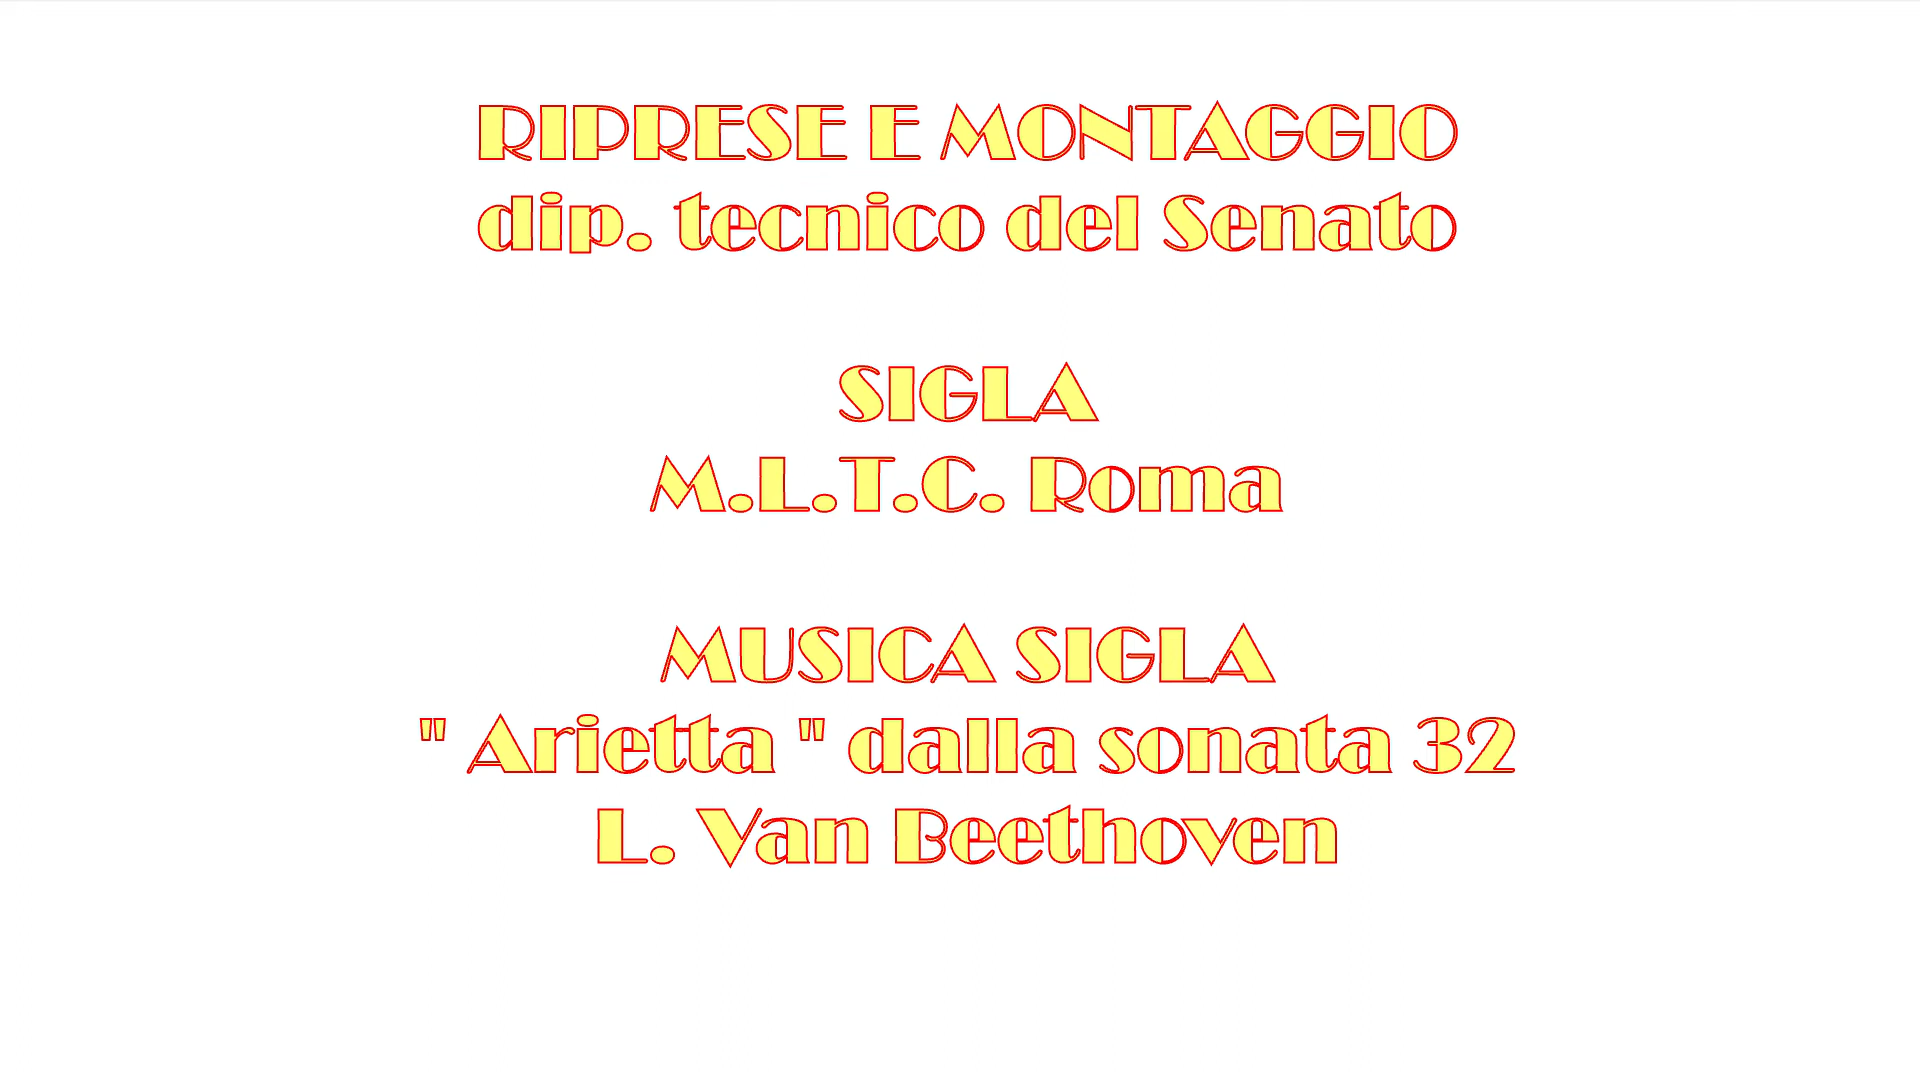 RIPRESE E MONTAGGIO
dip. tecnico del Senato
SIGLA
M.L.T.C. Roma
MUSICA SIGLA
" Arietta " dalla sonata 32
L. Van Beethoven